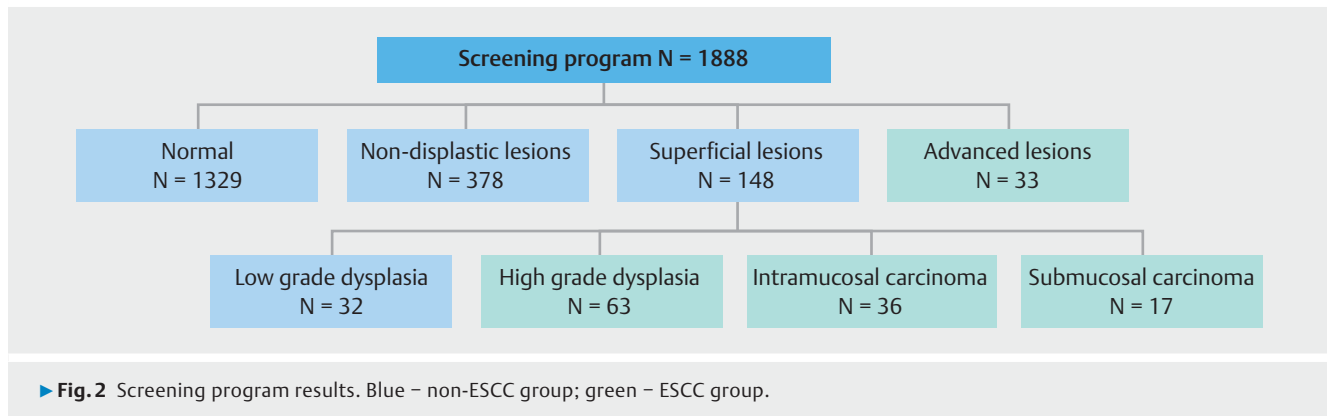 Screening program N = 1888
Normal
N = 1329
Non-displastic lesions
N = 378
Superficial lesions
N = 148
Advanced lesions
N = 33
Low grade dysplasia
N = 32
High grade dysplasia
N = 63
Intramucosal carcinoma
N = 36
Submucosal carcinoma
N = 17
▶ Fig. 2 Screening program results. Blue – non-ESCC group; green – ESCC group.